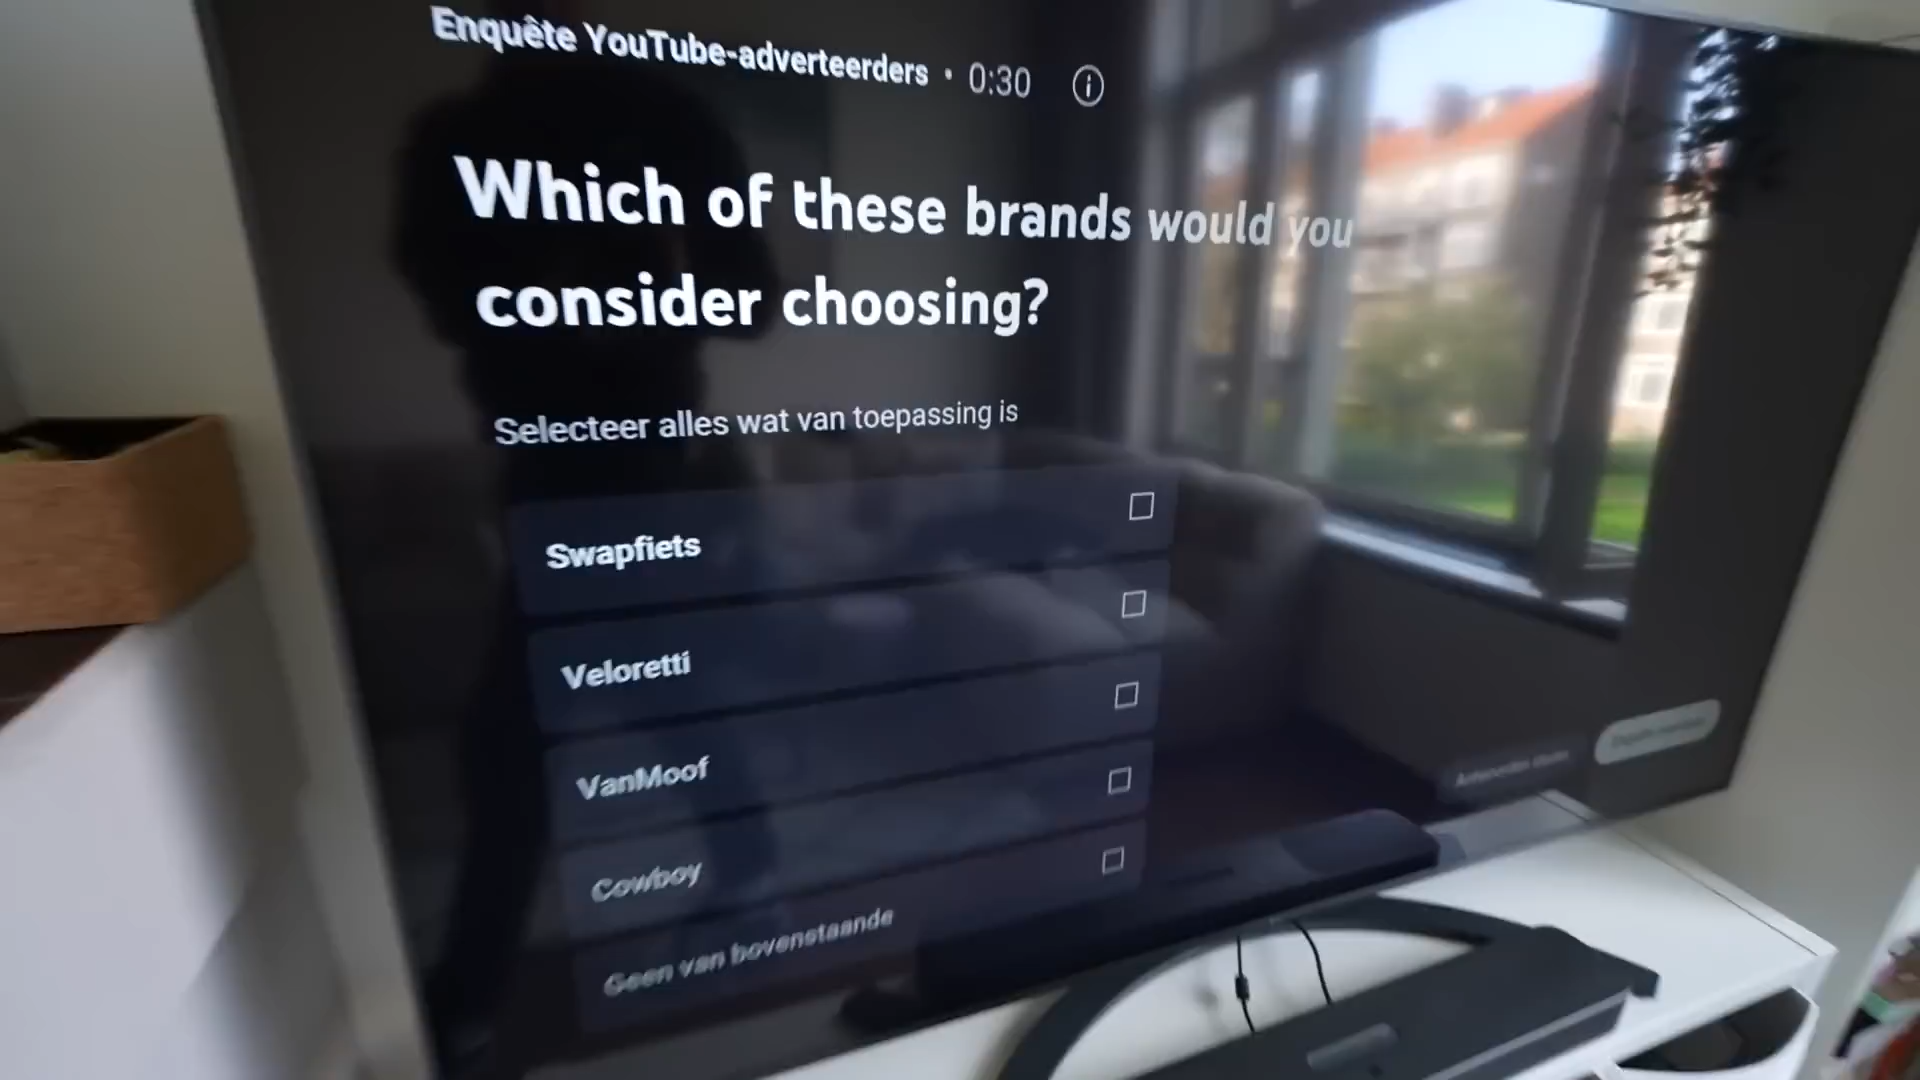 Enquête YouTube-adverteerders • 0:30
Which of these brands would you
consider choosing?
Selecteer alles wat van toepassing is
Swapfiets
Veloretti
VanMoof
Cowboy
Geen van bovenstaande